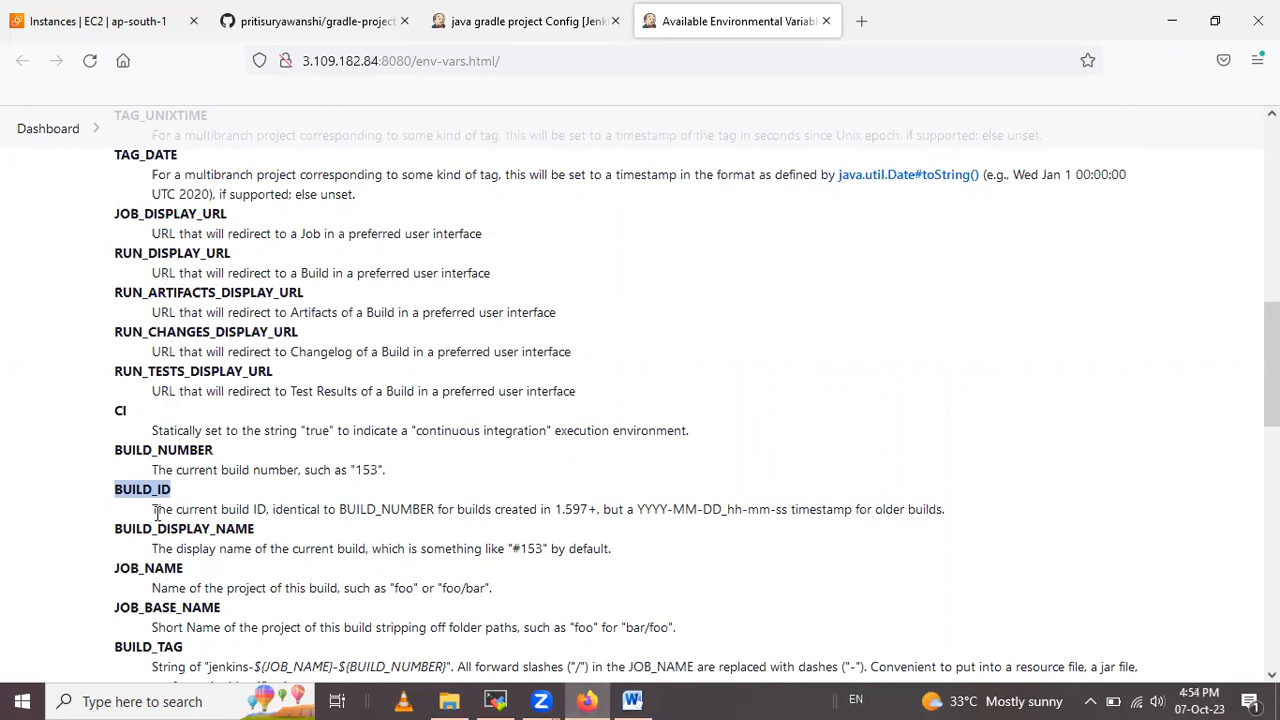 Instances | EC2 | ap-south-1
pritisuryawanshi/gradle-project
java gradle project Config [Jenk
Available Environmental Variabl
3.109.182.84:8080/env-vars.html/
Dashboard
TAG_UNIXTIME
For a multibranch project corresponding to some kind of tag, this will be set to a timestamp of the tag in seconds since Unix epoch, if supported; else unset.
TAG_DATE
For a multibranch project corresponding to some kind of tag, this will be set to a timestamp in the format as defined by java.util.Date#toString() (e.g., Wed Jan 1 00:00:00
UTC 2020), if supported; else unset.
JOB_DISPLAY_URL
URL that will redirect to a Job in a preferred user interface
RUN_DISPLAY_URL
URL that will redirect to a Build in a preferred user interface
RUN_ARTIFACTS_DISPLAY_URL
URL that will redirect to Artifacts of a Build in a preferred user interface
RUN_CHANGES_DISPLAY_URL
URL that will redirect to Changelog of a Build in a preferred user interface
RUN_TESTS_DISPLAY_URL
URL that will redirect to Test Results of a Build in a preferred user interface
CI
Statically set to the string "true" to indicate a "continuous integration" execution environment.
BUILD_NUMBER
The current build number, such as "153".
BUILD_ID
The current build ID, identical to BUILD_NUMBER for builds created in 1.597+, but a YYYY-MM-DD_hh-mm-ss timestamp for older builds.
BUILD_DISPLAY_NAME
The display name of the current build, which is something like "#153" by default.
JOB_NAME
Name of the project of this build, such as "foo" or "foo/bar".
JOB_BASE_NAME
Short Name of the project of this build stripping off folder paths, such as "foo" for "bar/foo".
BUILD_TAG
String of "jenkins-${JOB_NAME}-${BUILD_NUMBER}". All forward slashes ("/") in the JOB_NAME are replaced with dashes ("-"). Convenient to put into a resource file, a jar file,
Type here to search
EN
33°C Mostly sunny
4:54 PM
07-Oct-23
1